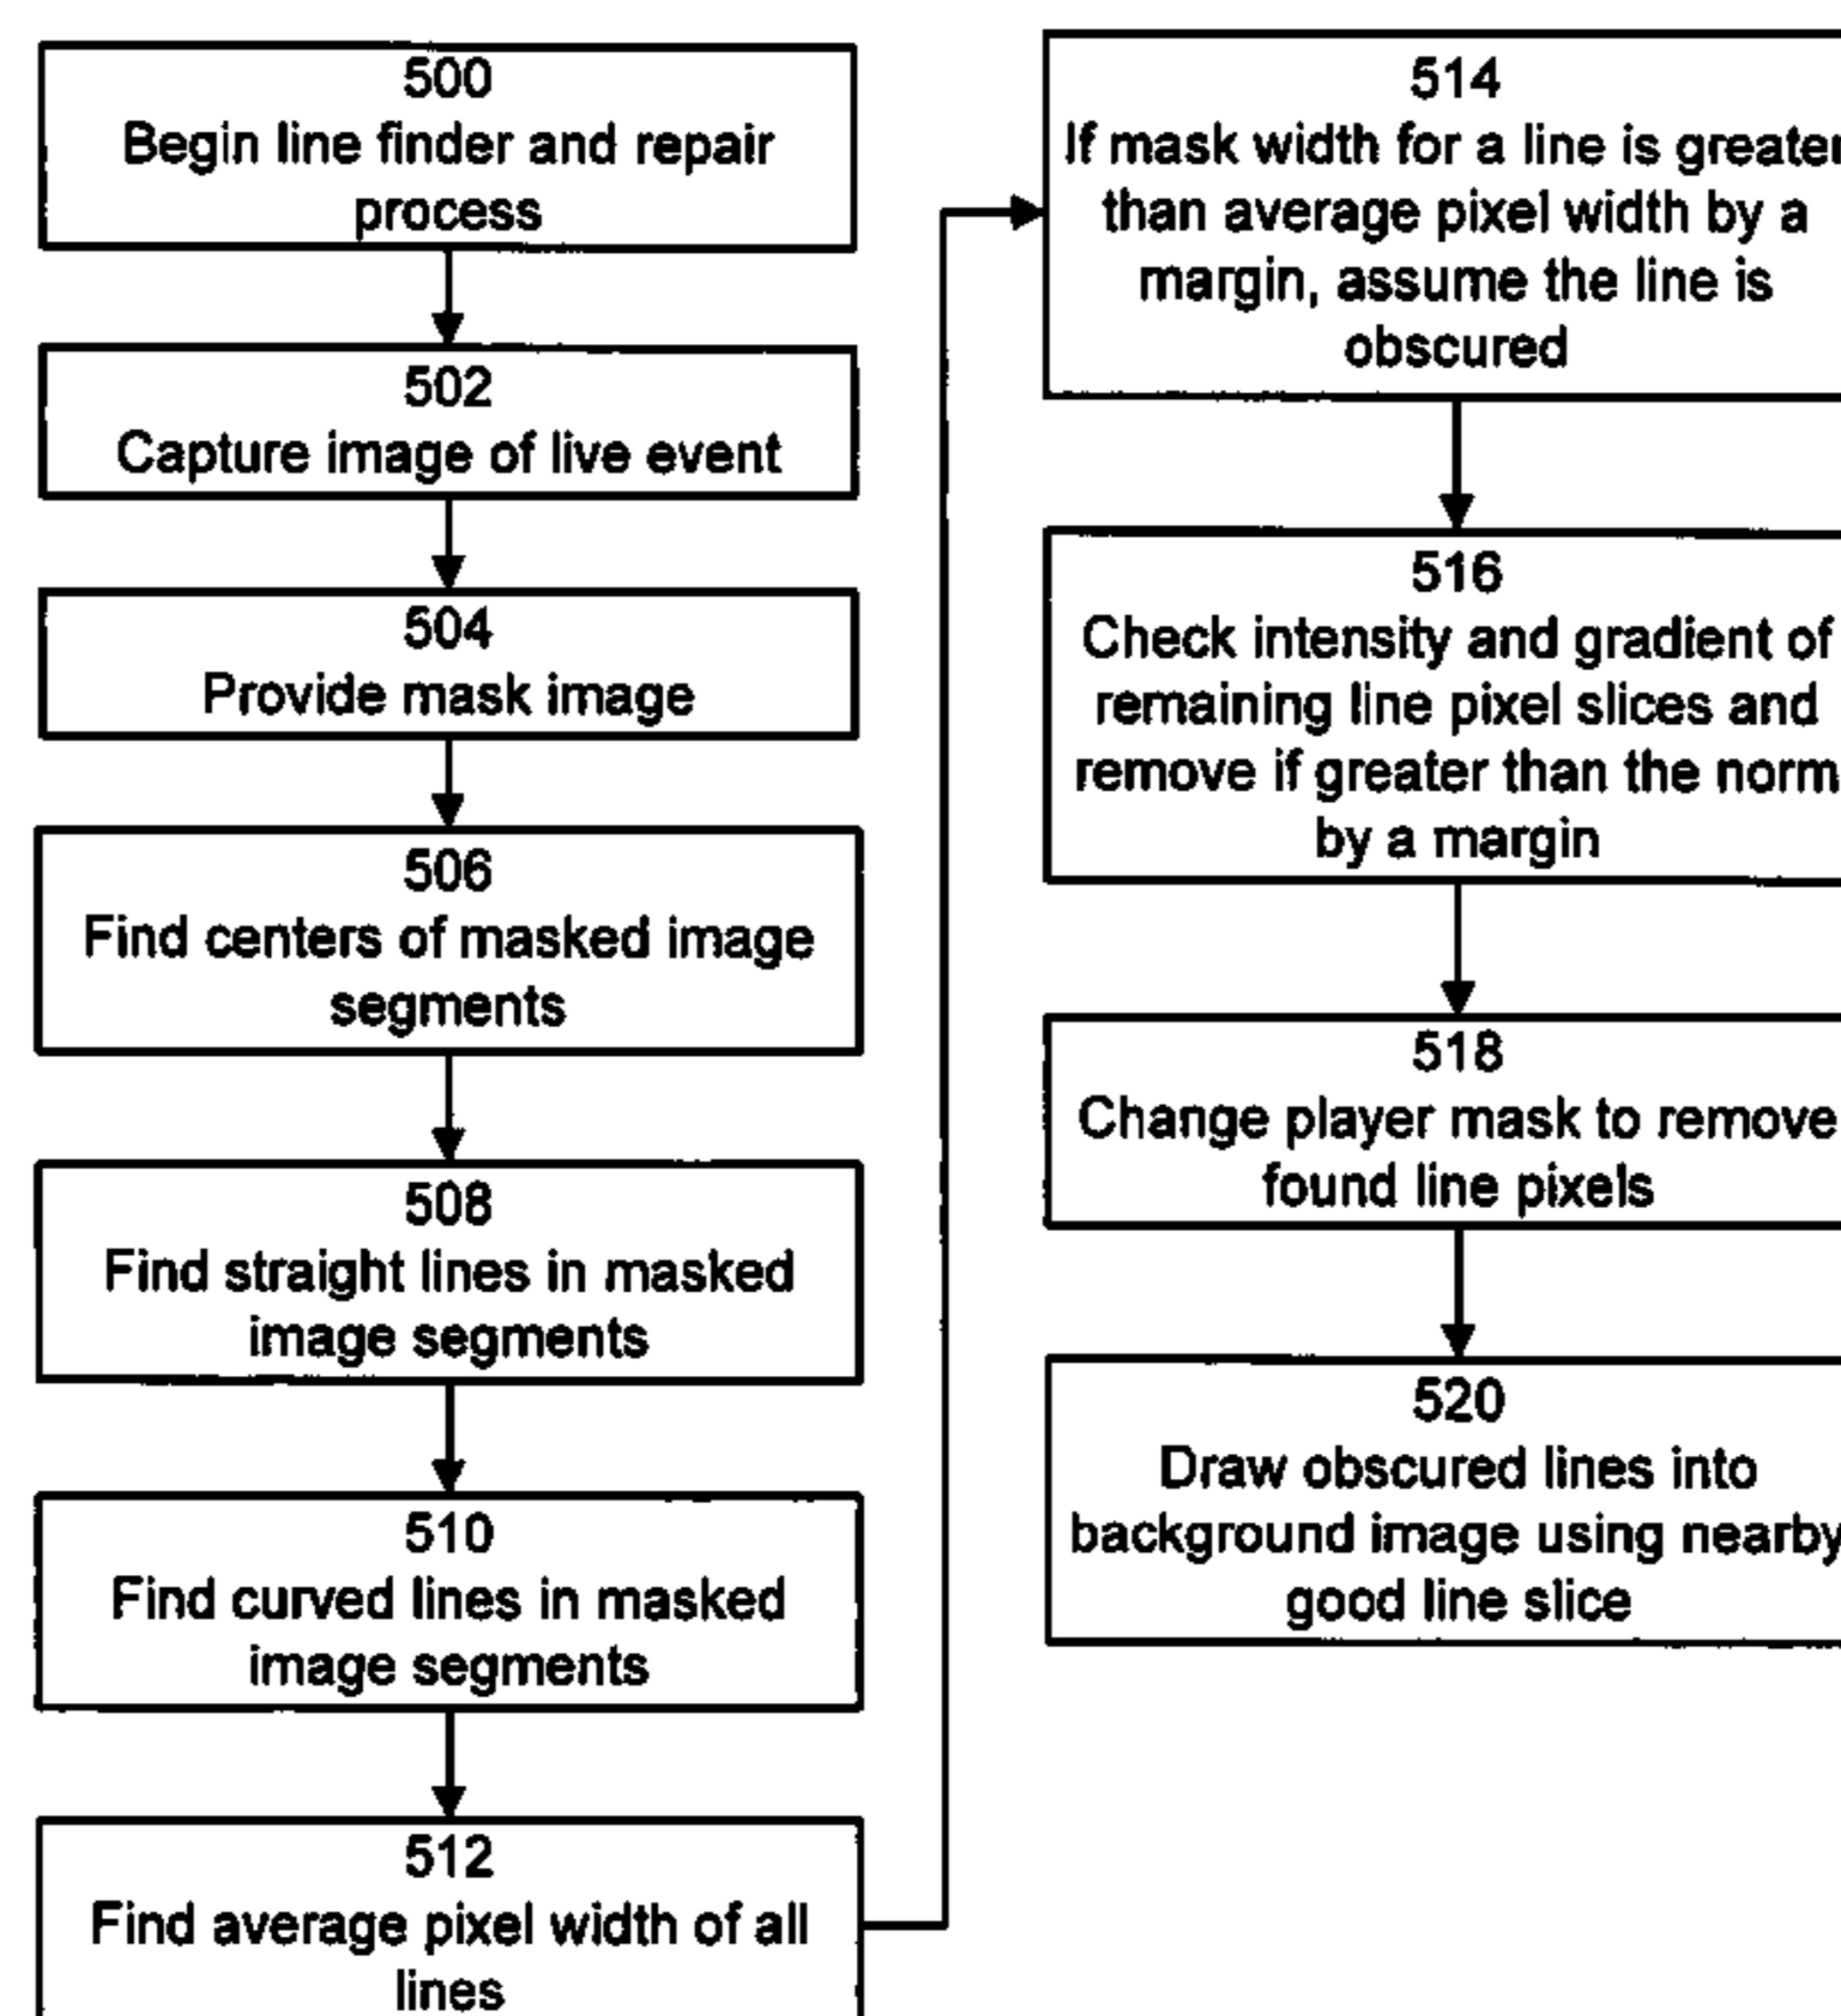 500
Begin line finder and repair
process
502
Capture image of live event
504
Provide mask image
506
Find centers of masked image
segments
508
Find straight lines in masked
image segments
510
Find curved lines in masked
image segments
512
Find average pixel width of all
lines
514
If mask width for a line is greater
than average pixel width by a
margin, assume the line is
obscured
516
Check intensity and gradient of
remaining line pixel slices and
remove if greater than the norm
by a margin
518
Change player mask to remove
found line pixels
520
Draw obscured lines into
background image using nearby
good line slice